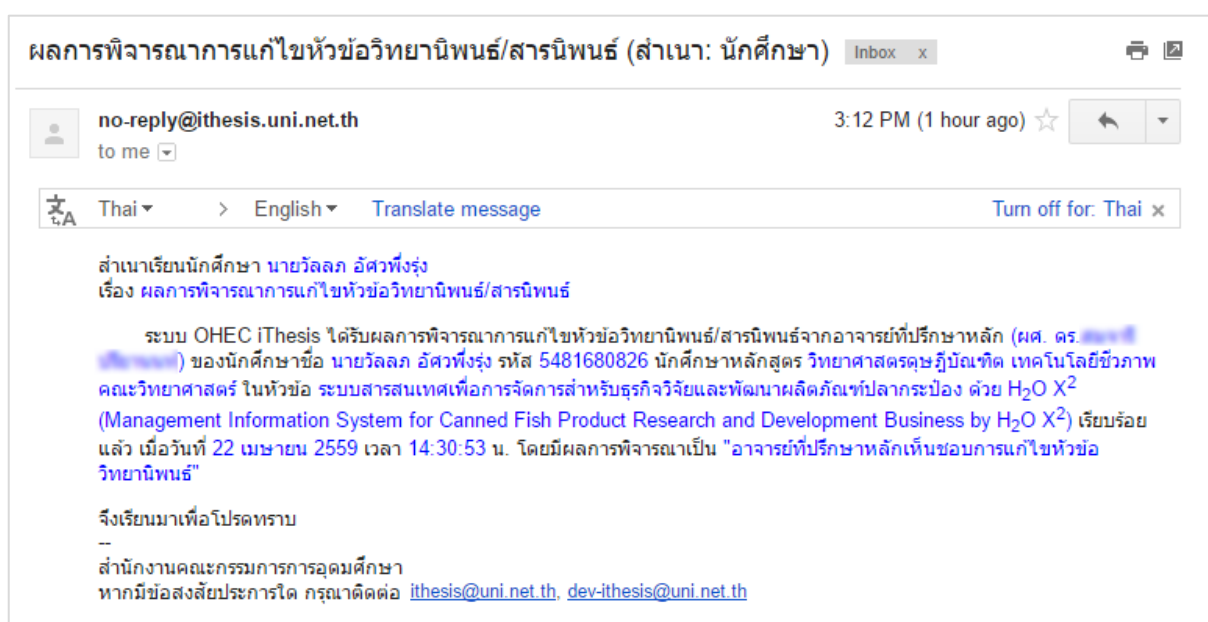 ผลการพิจารณาการแก้ไขหัวข้อวิทยานิพนธ์/สารนิพนธ์ (สำเนา: นักศึกษา) Inbox x
no-reply@ithesis.uni.net.th 3:12 PM (1 hour ago)
to me
Thai > English Translate message Turn off for: Thai x
สำเนาเรียนนักศึกษา นายวัลลภ อัศวพึ่งรุ่ง
เรื่อง ผลการพิจารณาการแก้ไขหัวข้อวิทยานิพนธ์/สารนิพนธ์
ระบบ OHEC iThesis ได้รับผลการพิจารณาการแก้ไขหัวข้อวิทยานิพนธ์/สารนิพนธ์จากอาจารย์ที่ปรึกษาหลัก (ผศ. ดร.
) ของนักศึกษาชื่อ นายวัลลภ อัศวพึ่งรุ่ง รหัส 5481680826 นักศึกษาหลักสูตร วิทยาศาสตรดุษฎีบัณฑิต เทคโนโลยีชีวภาพ
คณะวิทยาศาสตร์ ในหัวข้อ ระบบสารสนเทศเพื่อการจัดการสำหรับธุรกิจวิจัยและพัฒนาผลิตภัณฑ์ปลากระป๋อง ด้วย H₂O X²
(Management Information System for Canned Fish Product Research and Development Business by H₂O X²) เรียบร้อย
แล้ว เมื่อวันที่ 22 เมษายน 2559 เวลา 14:30:53 น. โดยมีผลการพิจารณาเป็น "อาจารย์ที่ปรึกษาหลักเห็นชอบการแก้ไขหัวข้อ
วิทยานิพนธ์"
จึงเรียนมาเพื่อโปรดทราบ
--
สำนักงานคณะกรรมการการอุดมศึกษา
หากมีข้อสงสัยประการใด กรุณาติดต่อ ithesis@uni.net.th, dev-ithesis@uni.net.th